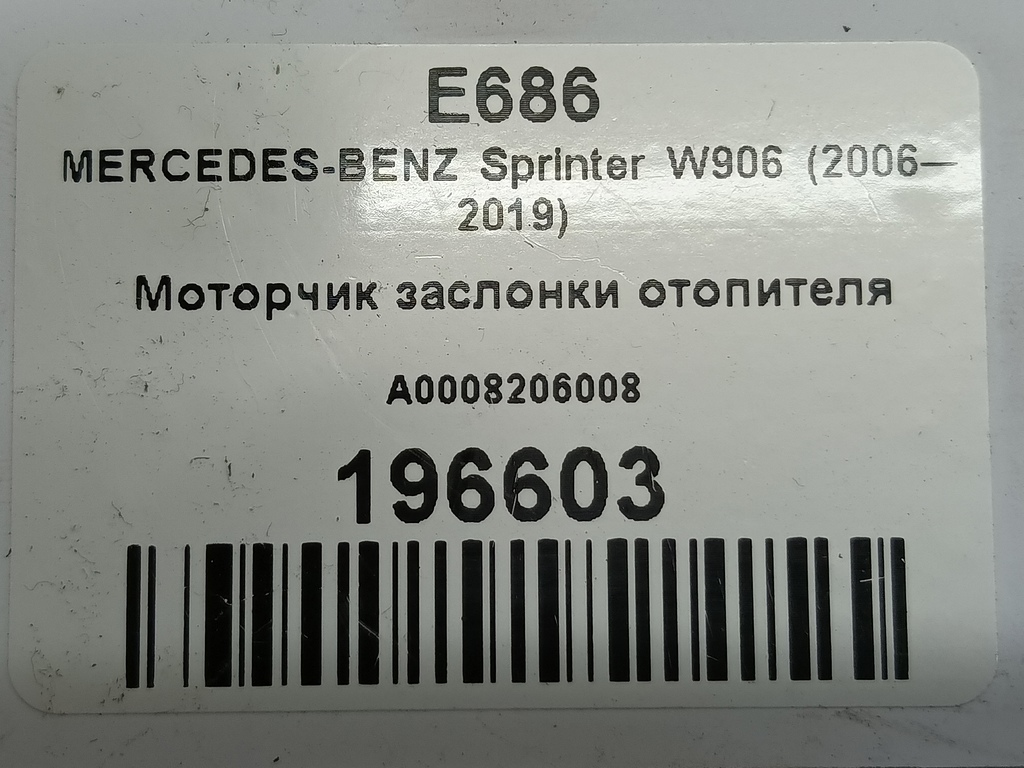 E686
MERCEDES-BENZ Sprinter W906 (2006—
2019)
Моторчик заслонки отопителя
A0008206008
196603